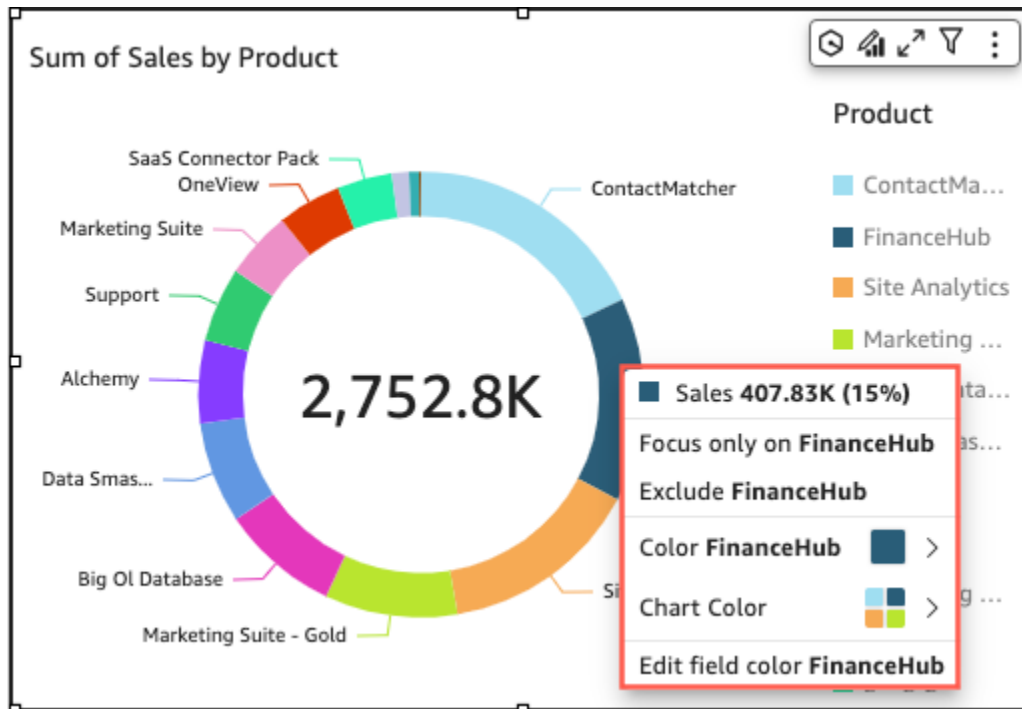 Sum of Sales by Product
Product
SaaS Connector Pack
OneView
ContactMatcher
ContactMa...
Marketing Suite
FinanceHub
Support
Site Analytics
Marketing ...
Alchemy
2,752.8K
Sales 407.83K (15%)
Focus only on FinanceHub
Data Smas...
Exclude FinanceHub
Color FinanceHub
Big Ol Database
Chart Color
Marketing Suite - Gold
Edit field color FinanceHub